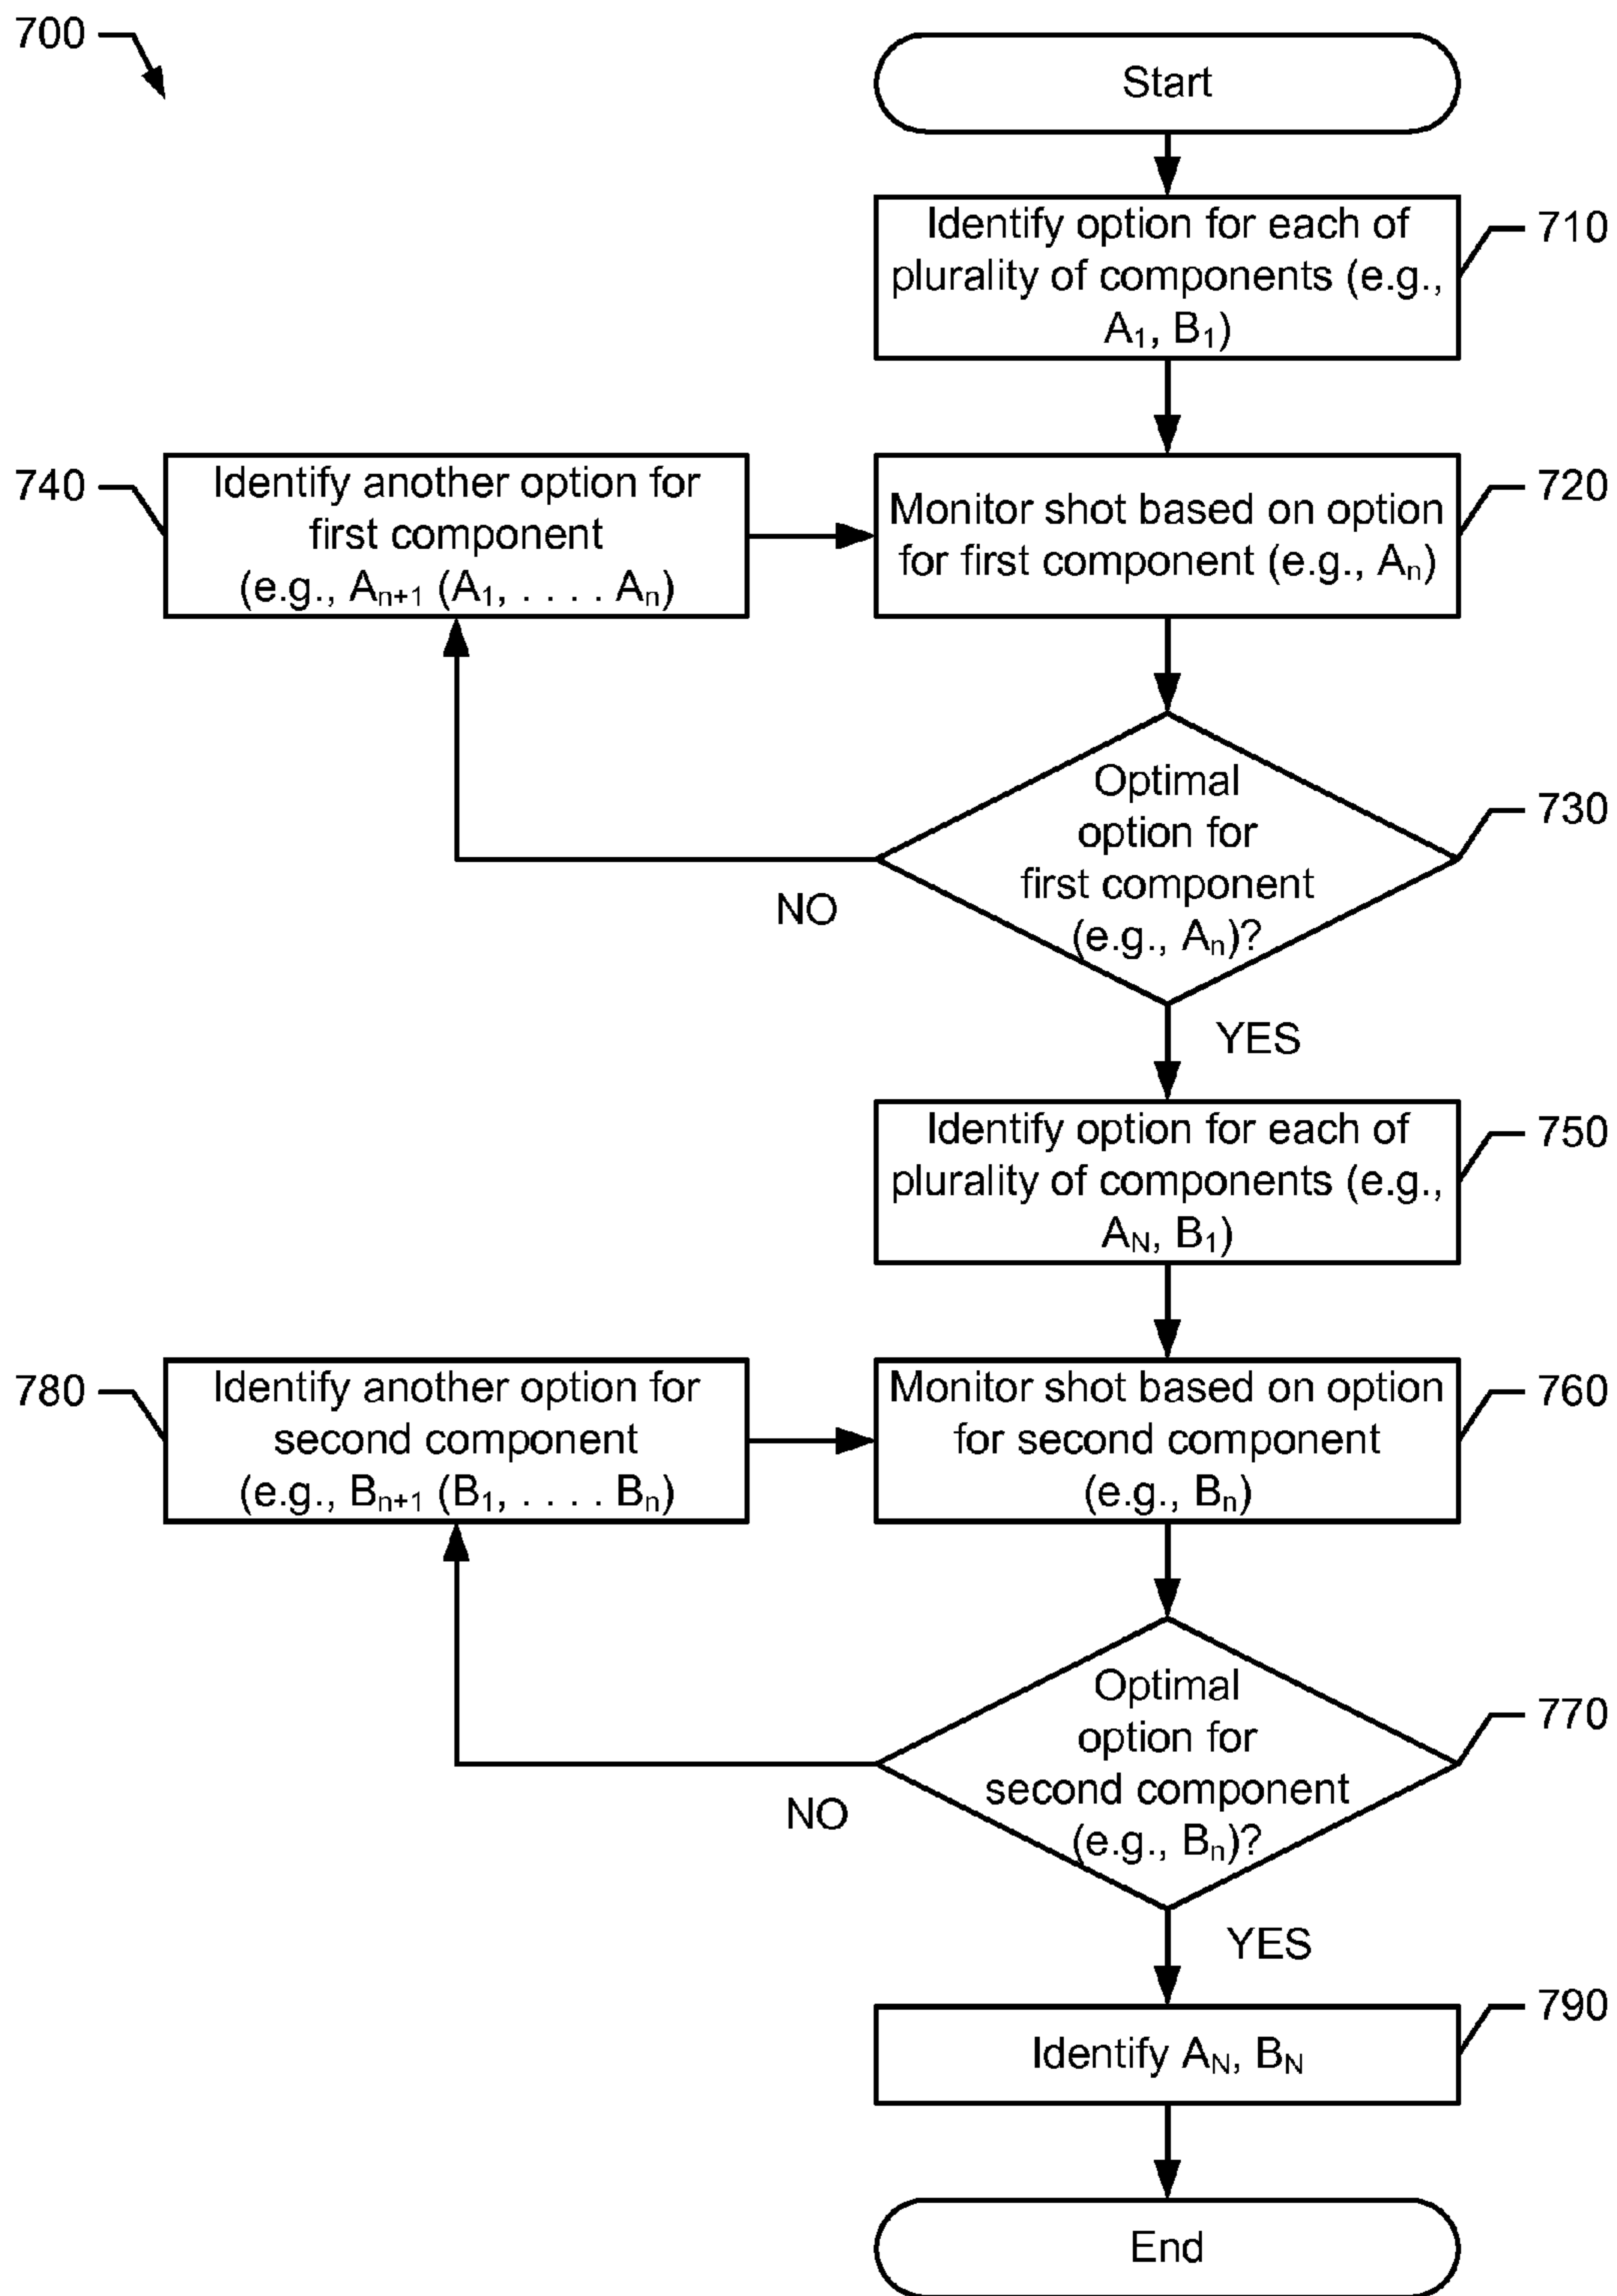 700
Start
Identify option for each of
plurality of components (e.g.,
A₁, B₁)
710
740
Identify another option for
first component
(e.g., Aₙ₊₁ (A₁, . . . . Aₙ)
Monitor shot based on option
for first component (e.g., Aₙ)
720
Optimal
option for
first component
(e.g., Aₙ)?
730
NO
YES
Identify option for each of
plurality of components (e.g.,
A_N, B₁)
750
780
Identify another option for
second component
(e.g., Bₙ₊₁ (B₁, . . . . Bₙ)
Monitor shot based on option
for second component
(e.g., Bₙ)
760
Optimal
option for
second component
(e.g., Bₙ)?
770
NO
YES
Identify A_N, B_N
790
End